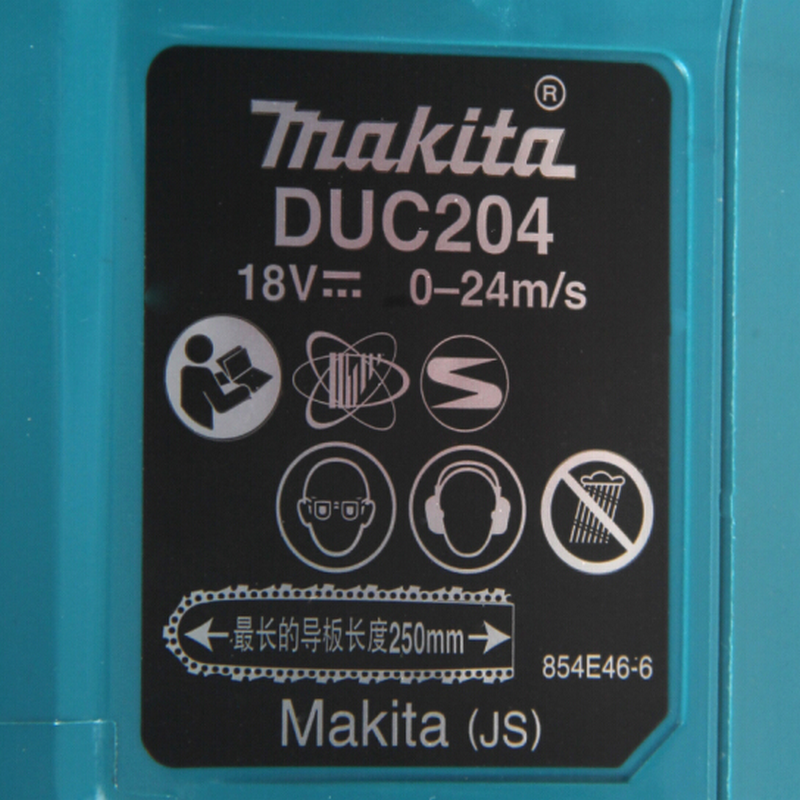 makita®
DUC204
18V⎓ 0–24m/s
最长的导板长度250mm
854E46-6
Makita (JS)